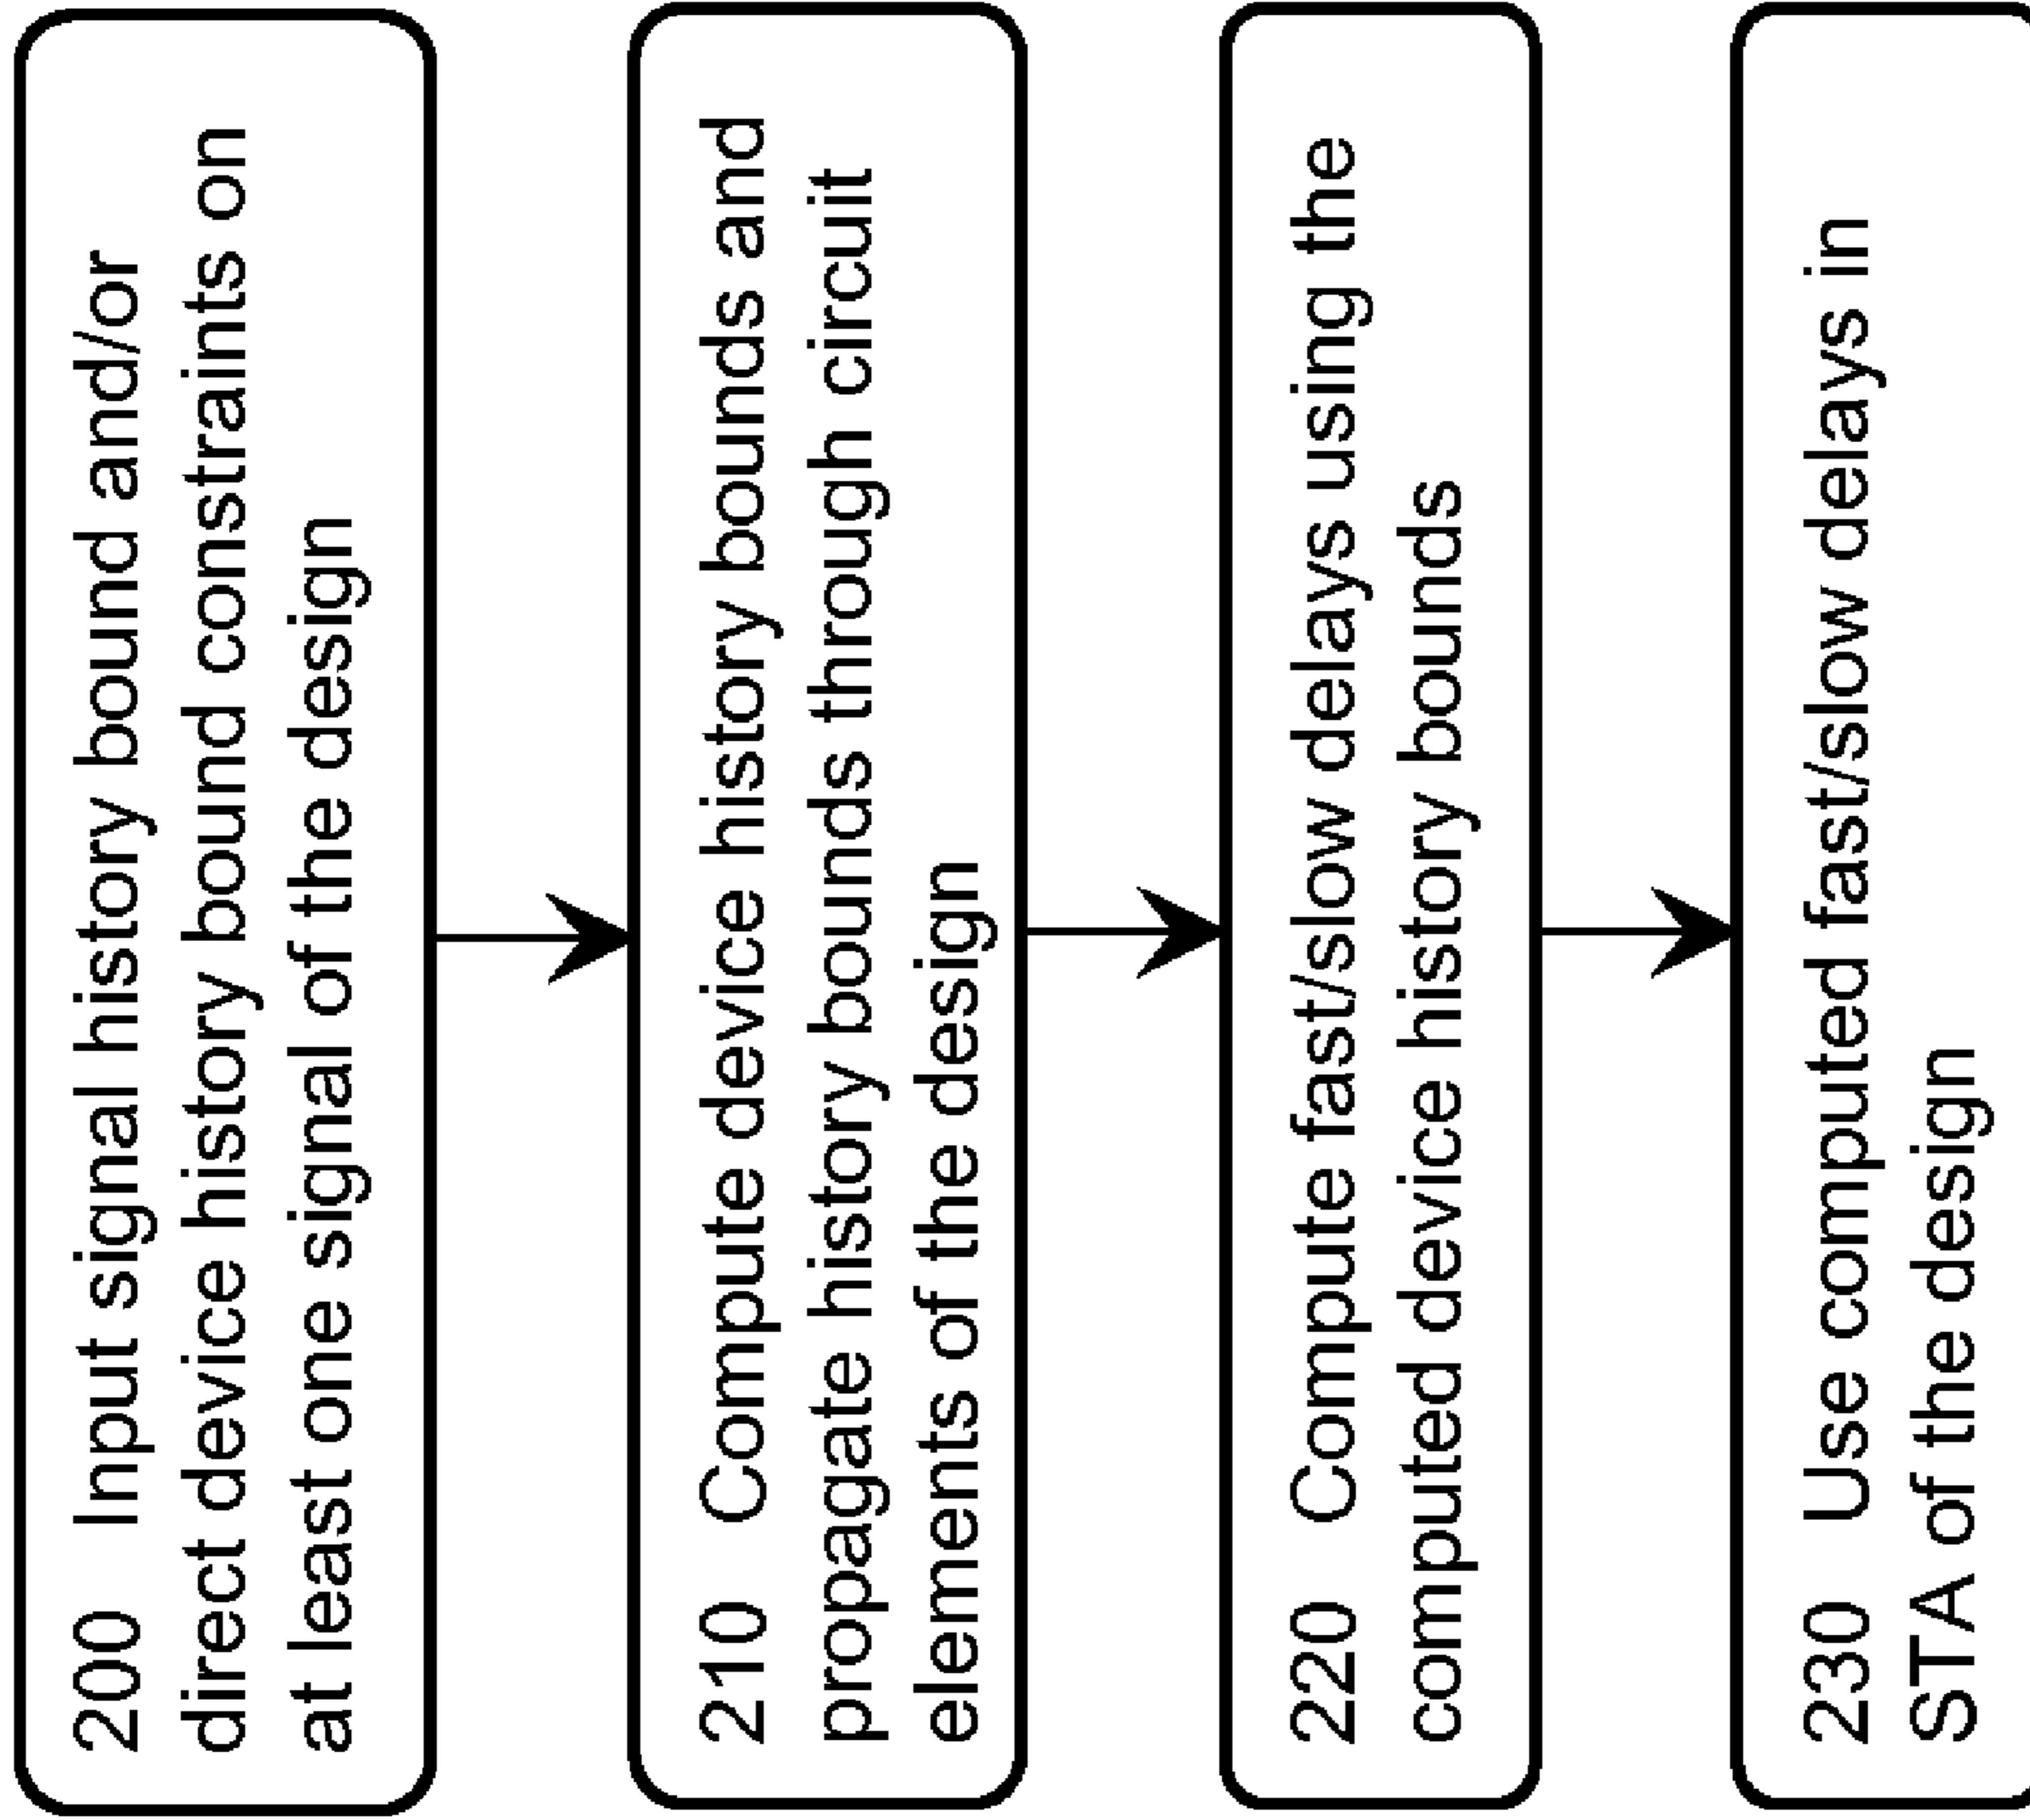 200 Input signal history bound and/or
direct device history bound constraints on
at least one signal of the design
210 Compute device history bounds and
propagate history bounds through circuit
elements of the design
220 Compute fast/slow delays using the
computed device history bounds
230 Use computed fast/slow delays in
STA of the design